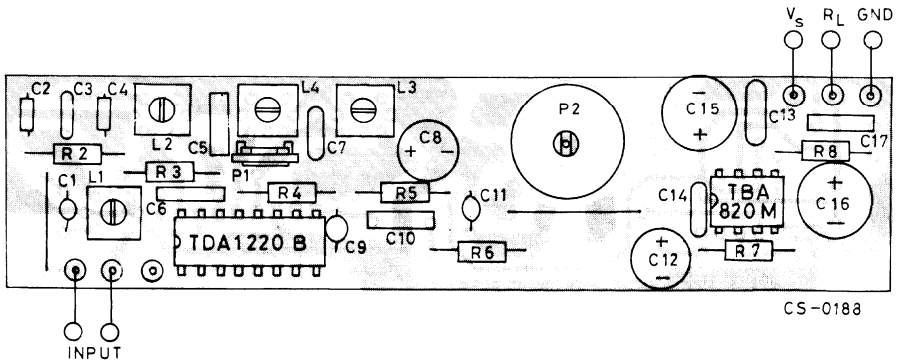 Vs RL GND
C2 C3 C4 L4 L3
L2 C5 C7 C8 P2 C15 C13 C17
+ - - +
R2 R3 P1 R8
L1 C1 C6 R4 R5 C11 C14 TBA
820 M
+
C16
-
TDA1220 B C9 C10
R6 + C12 - R7
CS-0188
INPUT